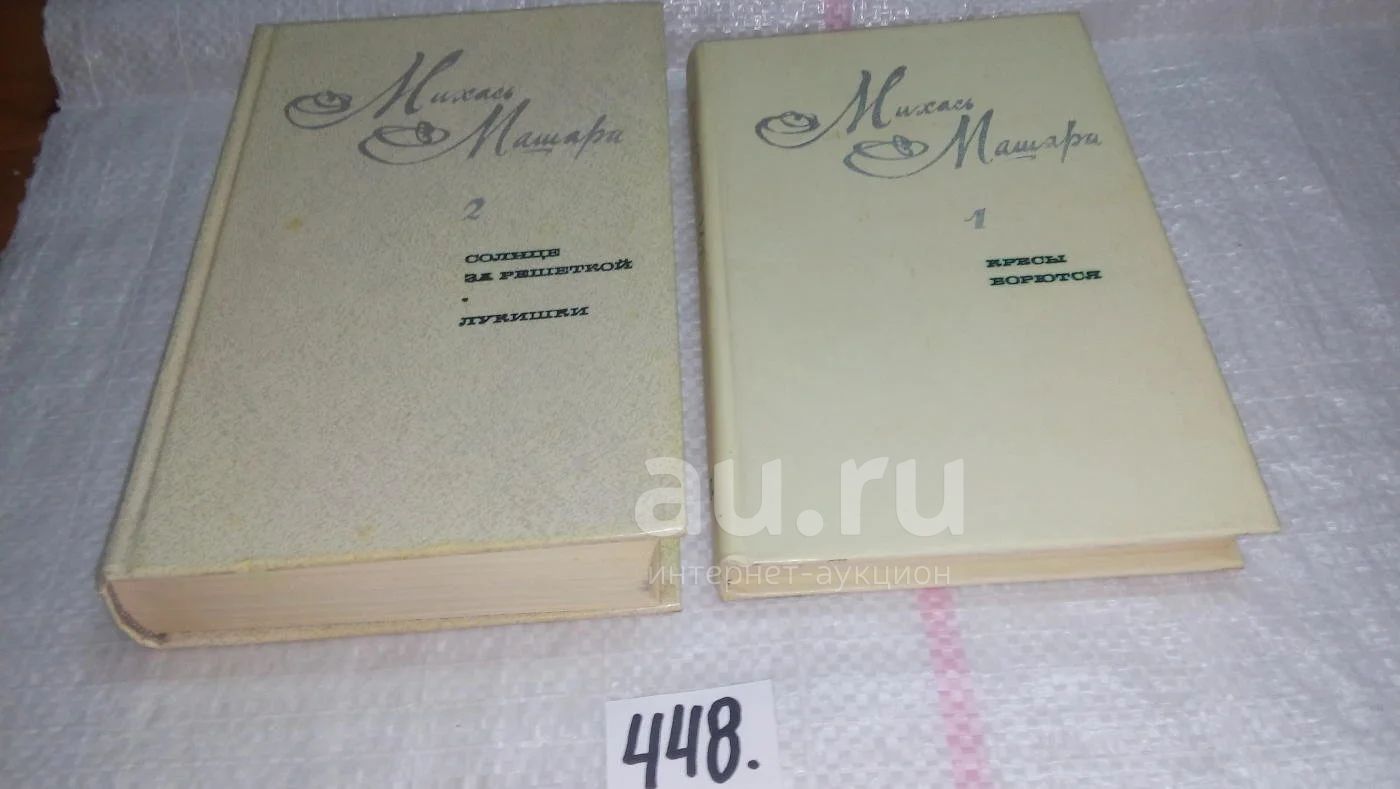 Михась
Машара
2
СОЛНЦЕ
ЗА РЕШЕТКОЙ
•
ЛУКИШКИ
Михась
Машара
1
КРЕСЫ
БОРЮТСЯ
au.ru
интернет-аукцион
448.